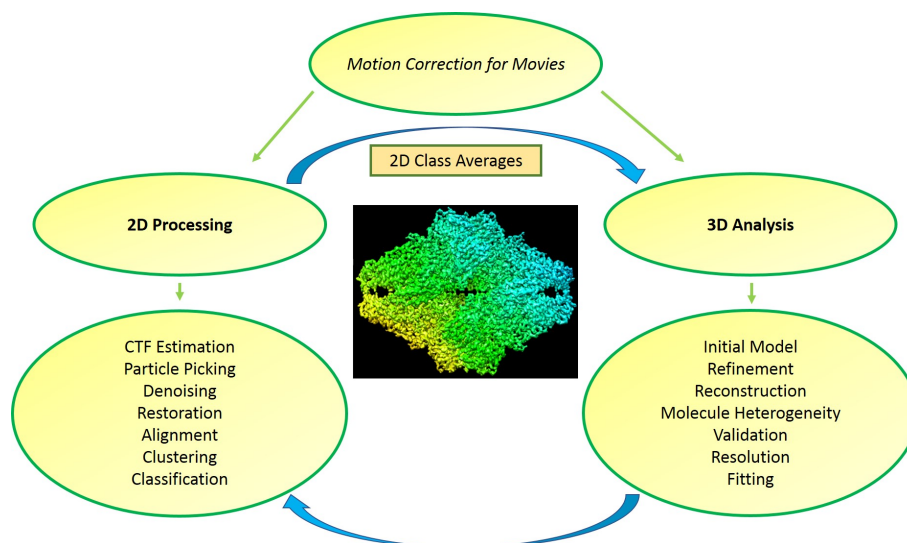 Motion Correction for Movies
2D Class Averages
2D Processing
3D Analysis
CTF Estimation
Particle Picking
Denoising
Restoration
Alignment
Clustering
Classification
Initial Model
Refinement
Reconstruction
Molecule Heterogeneity
Validation
Resolution
Fitting